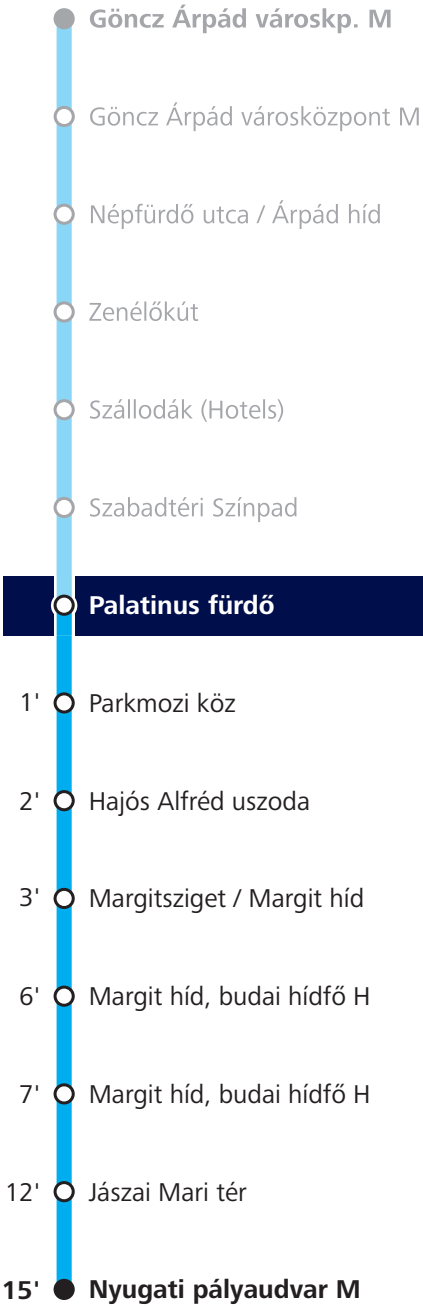 Göncz Árpád városkp. M
Göncz Árpád városközpont M
Népfürdő utca / Árpád híd
Zenélőkút
Szállodák (Hotels)
Szabadtéri Színpad
Palatinus fürdő
1' Parkmozi köz
2' Hajós Alfréd uszoda
3' Margitsziget / Margit híd
6' Margit híd, budai hídfő H
7' Margit híd, budai hídfő H
12' Jászai Mari tér
15' Nyugati pályaudvar M